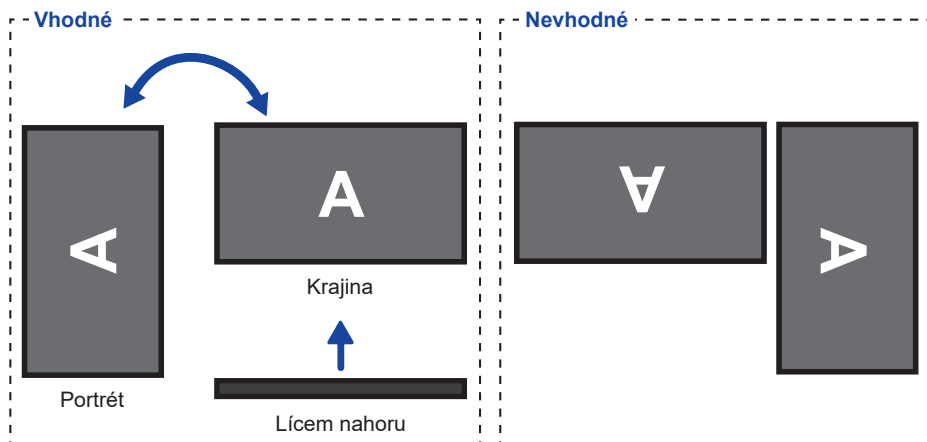 Vhodné
Nevhodné
A
A
A
A
Krajina
Portrét
Lícem nahoru